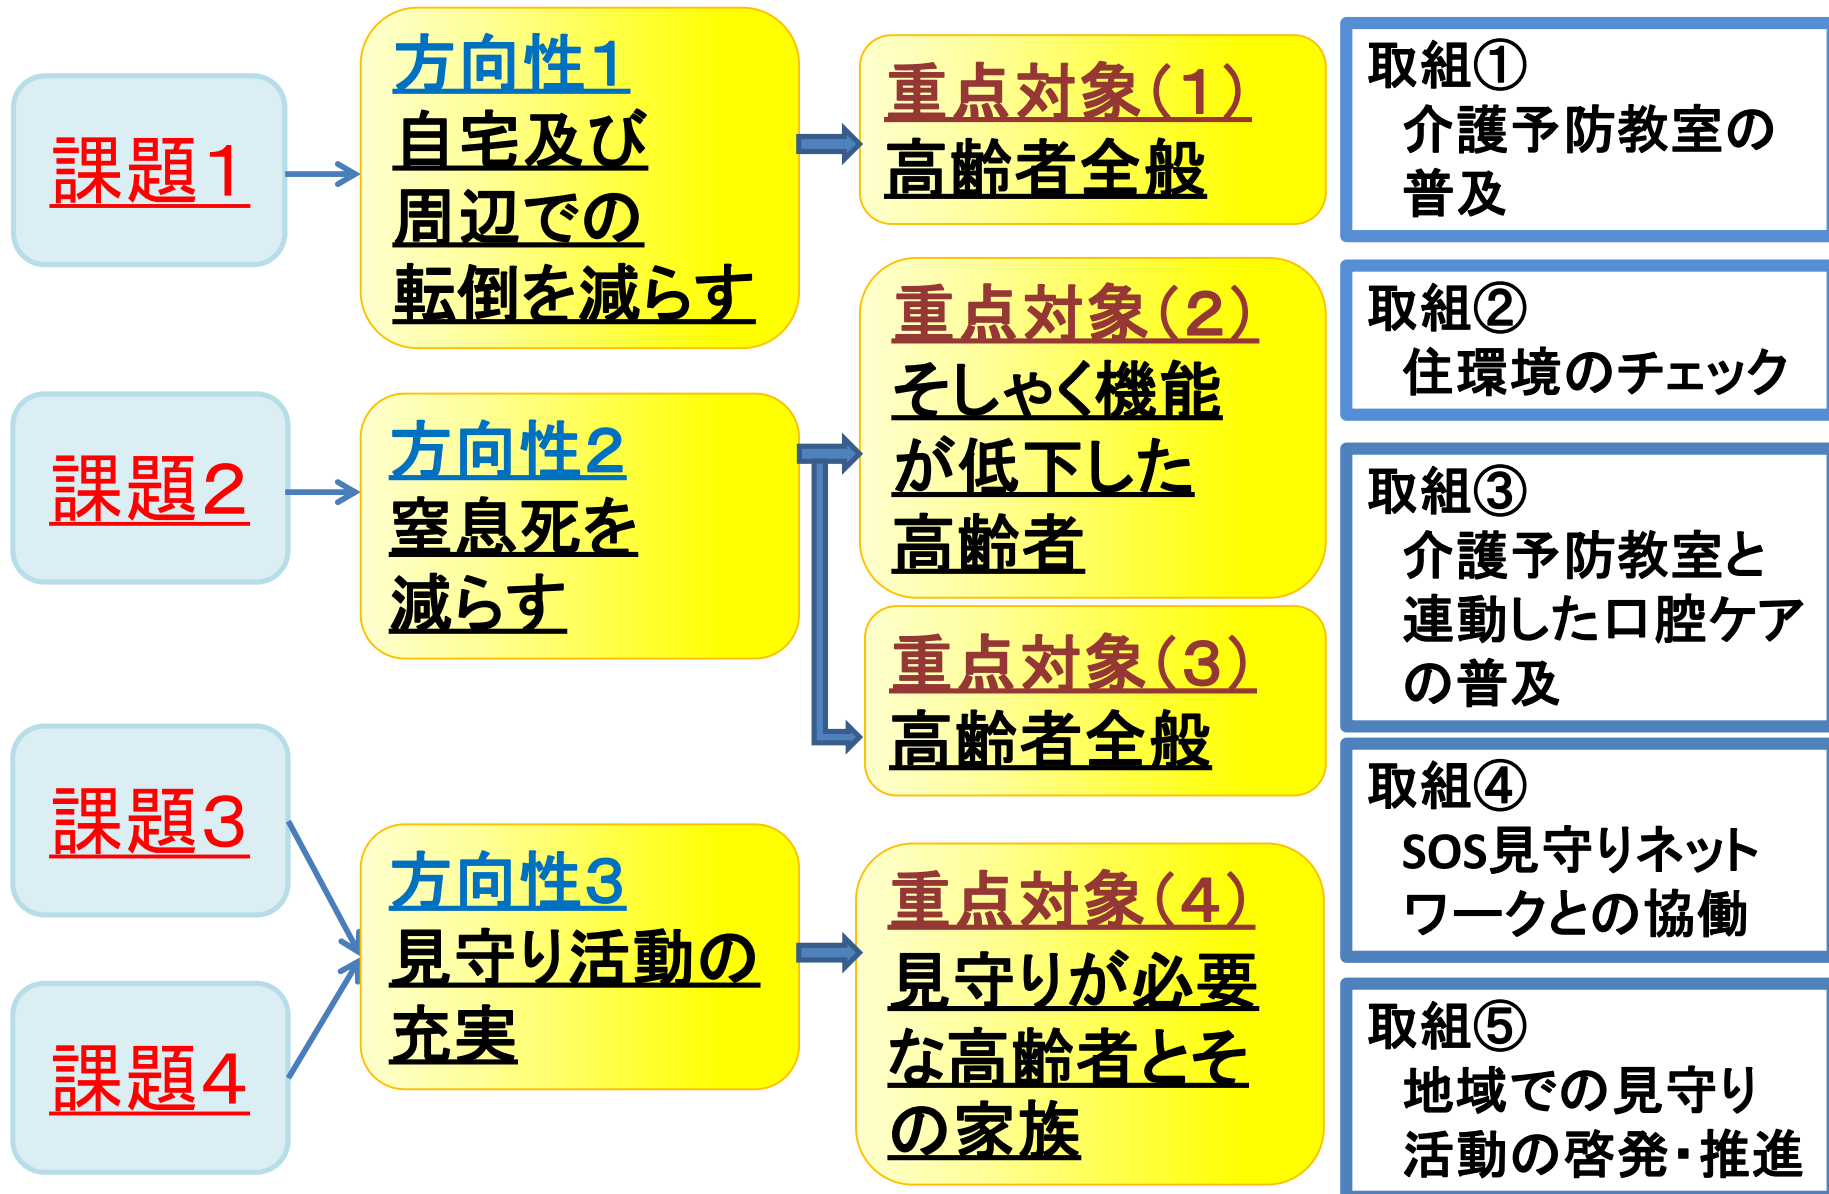 課題１
課題２
課題３
課題４
方向性１
自宅及び
周辺での
転倒を減らす
方向性２
窒息死を
減らす
方向性３
見守り活動の
充実
重点対象（１）
高齢者全般
重点対象（２）
そしゃく機能
が低下した
高齢者
重点対象（３）
高齢者全般
重点対象（４）
見守りが必要
な高齢者とそ
の家族
取組①
介護予防教室の
普及
取組②
住環境のチェック
取組③
介護予防教室と
連動した口腔ケア
の普及
取組④
SOS見守りネット
ワークとの協働
取組⑤
地域での見守り
活動の啓発・推進